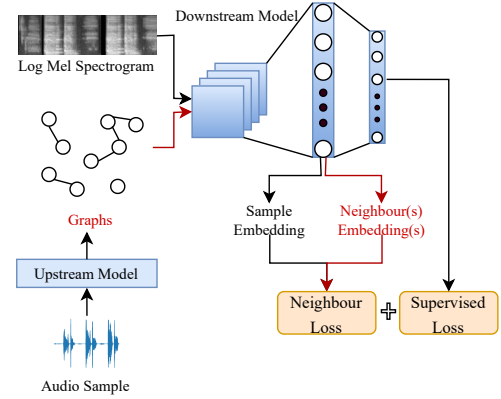 Downstream Model
Log Mel Spectrogram
Graphs
Upstream Model
Audio Sample
Sample
Embedding
Neighbour(s)
Embedding(s)
Neighbour
Loss
Supervised
Loss